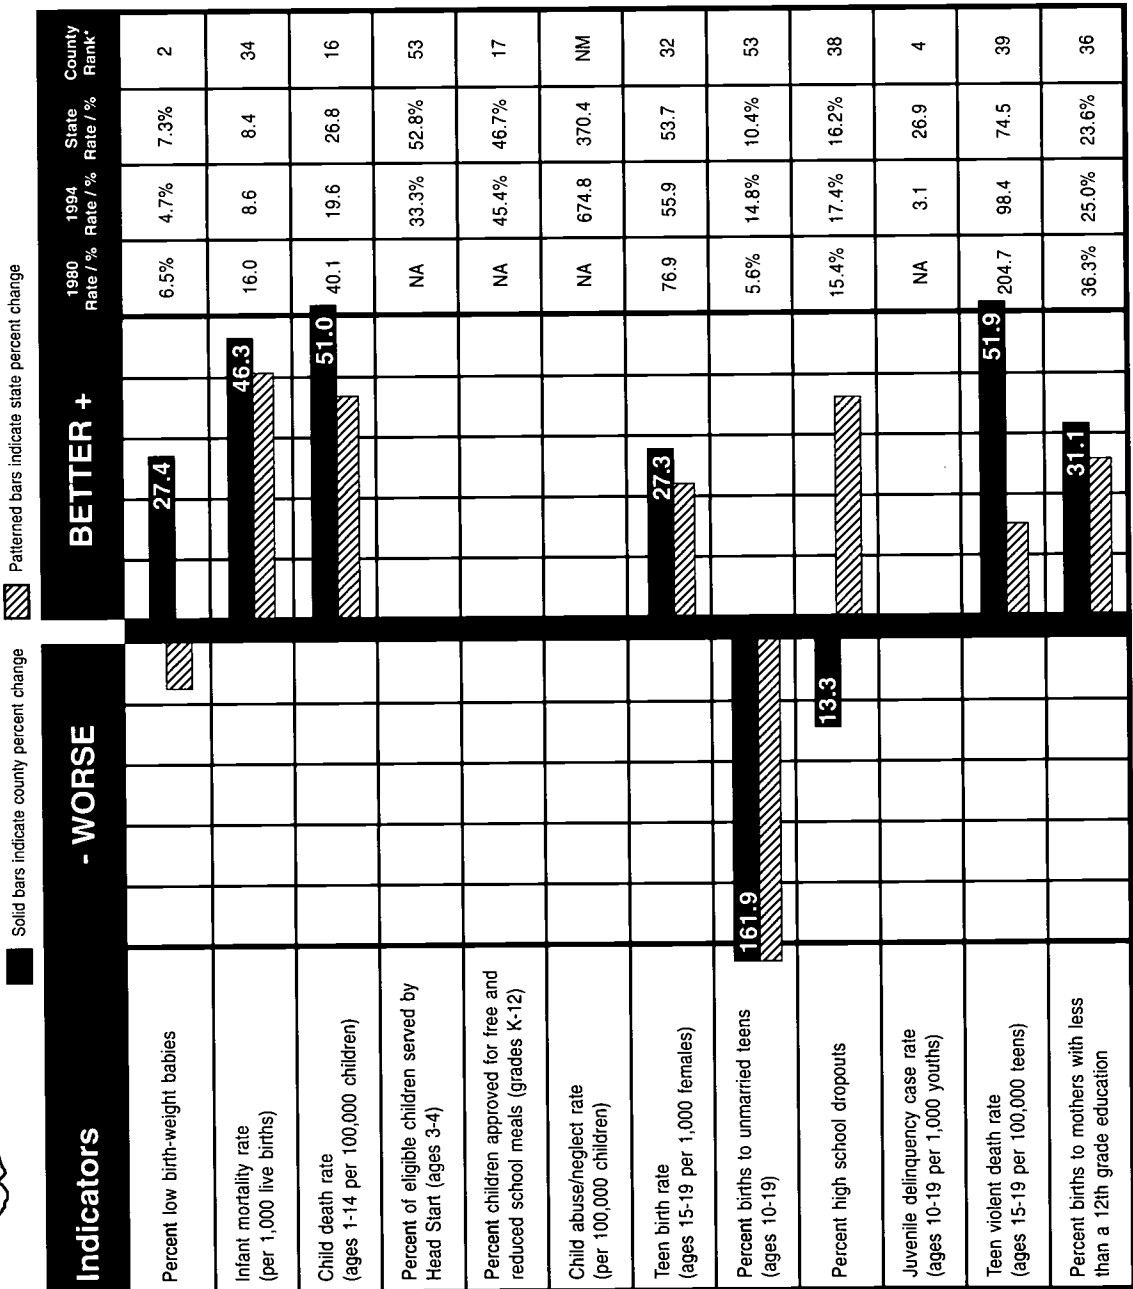 Solid bars indicate county percent change
Patterned bars indicate state percent change
Indicators
- WORSE
BETTER +
1980
Rate / %
1994
Rate / %
State
Rate / %
County
Rank*
Percent low birth-weight babies
27.4
6.5%
4.7%
7.3%
2
Infant mortality rate
(per 1,000 live births)
46.3
16.0
8.6
8.4
34
Child death rate
(ages 1-14 per 100,000 children)
51.0
40.1
19.6
26.8
16
Percent of eligible children served by
Head Start (ages 3-4)
NA
33.3%
52.8%
53
Percent children approved for free and
reduced school meals (grades K-12)
NA
45.4%
46.7%
17
Child abuse/neglect rate
(per 100,000 children)
NA
674.8
370.4
NM
Teen birth rate
(ages 15-19 per 1,000 females)
27.3
76.9
55.9
53.7
32
Percent births to unmarried teens
(ages 10-19)
161.9
5.6%
14.8%
10.4%
53
Percent high school dropouts
13.3
15.4%
17.4%
16.2%
38
Juvenile delinquency case rate
(ages 10-19 per 1,000 youths)
NA
3.1
26.9
4
Teen violent death rate
(ages 15-19 per 100,000 teens)
51.9
204.7
98.4
74.5
39
Percent births to mothers with less
than a 12th grade education
31.1
36.3%
25.0%
23.6%
36